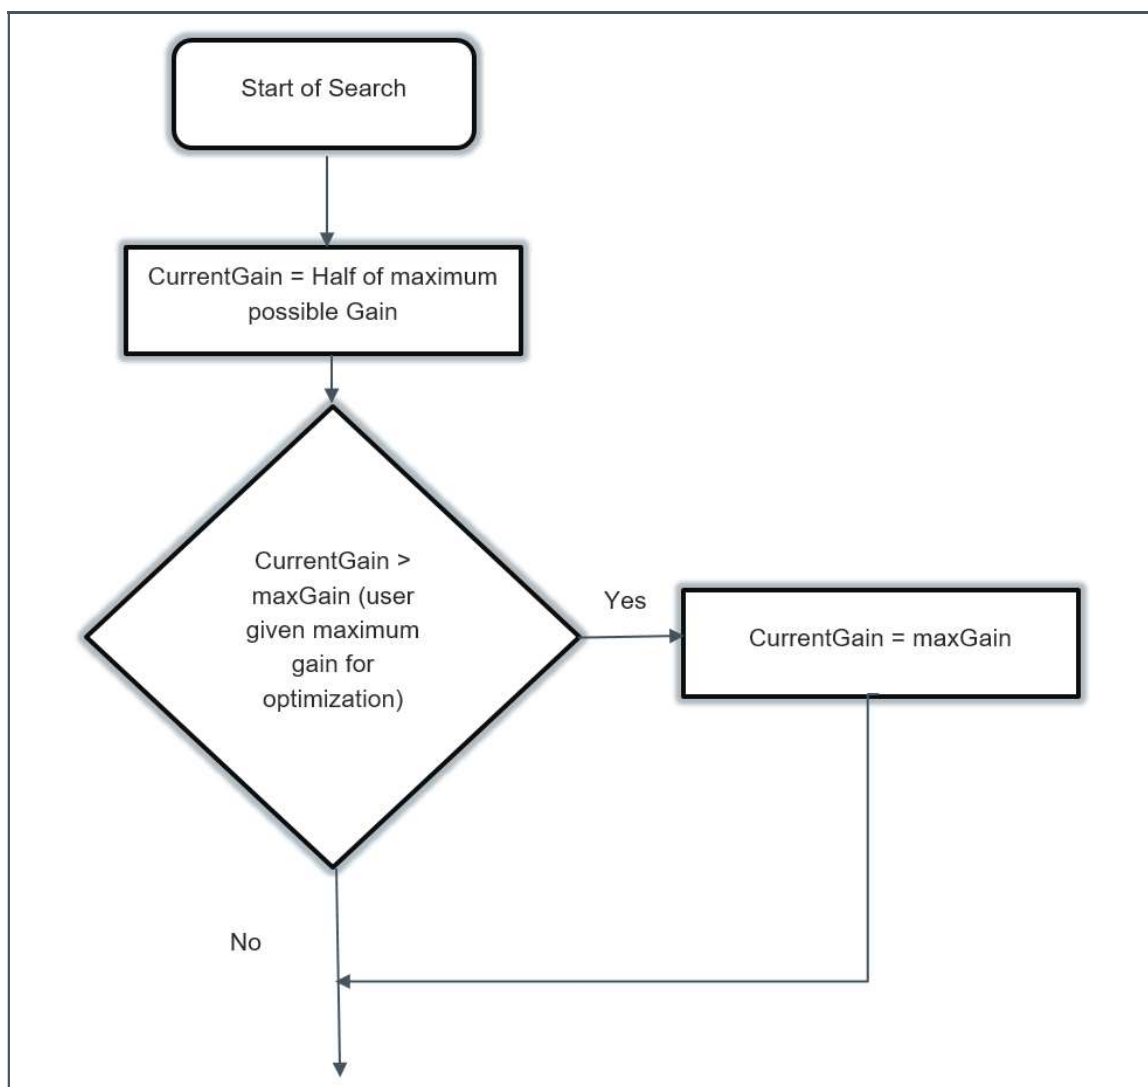 Start of Search
CurrentGain = Half of maximum
possible Gain
CurrentGain >
maxGain (user
given maximum
gain for
optimization)
Yes
CurrentGain = maxGain
No